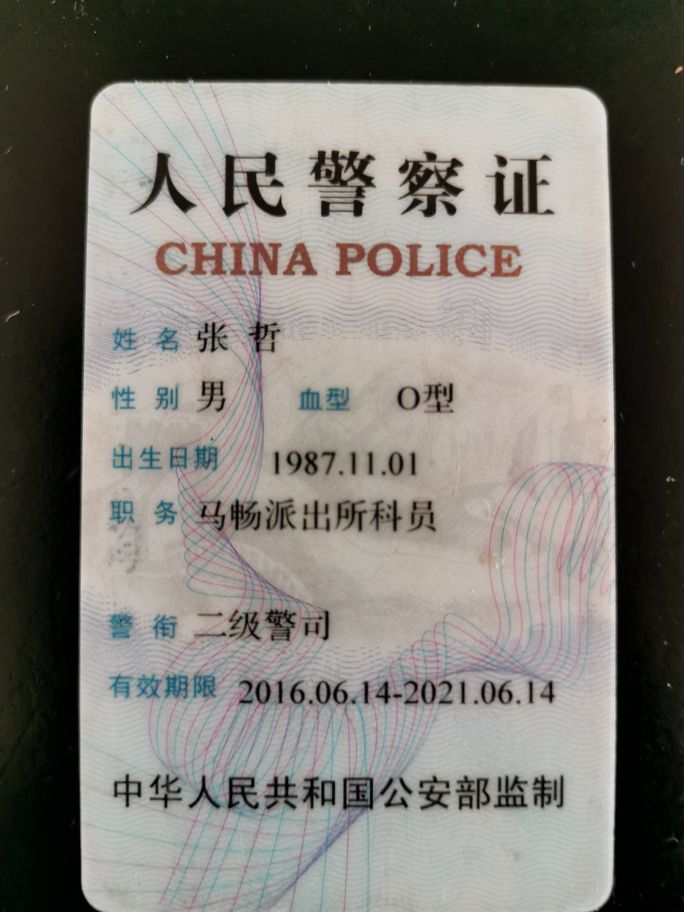 人民警察证
CHINA POLICE
姓名 张哲
性别 男 血型 O型
出生日期 1987.11.01
职务 马畅派出所科员
警衔 二级警司
有效期限 2016.06.14-2021.06.14
中华人民共和国公安部监制